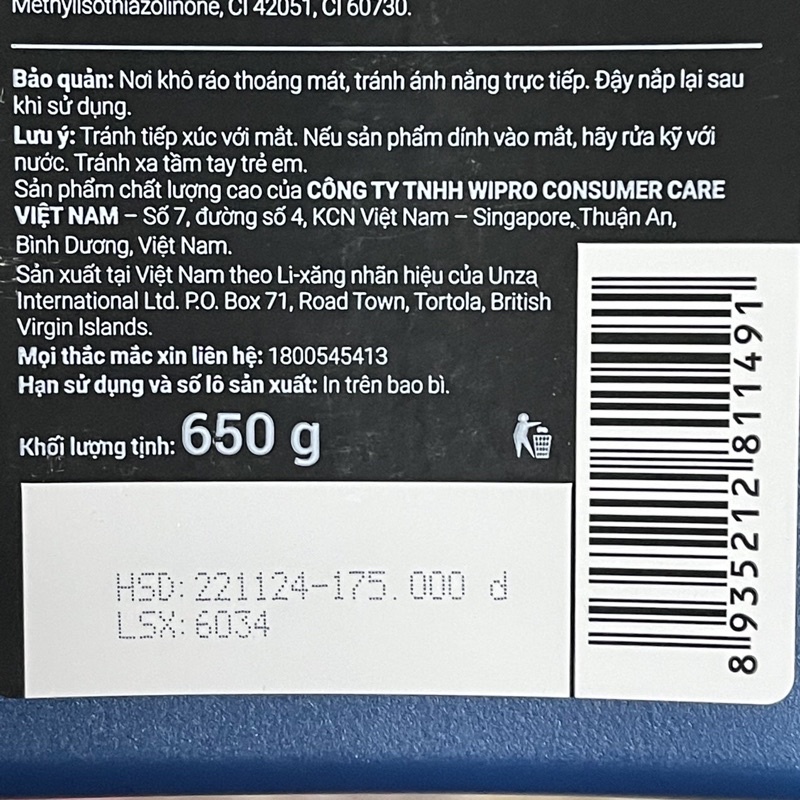 Methylisothiazolinone, CI 42051, CI 60730.
Bảo quản: Nơi khô ráo thoáng mát, tránh ánh nắng trực tiếp. Đậy nắp lại sau
khi sử dụng.
Lưu ý: Tránh tiếp xúc với mắt. Nếu sản phẩm dính vào mắt, hãy rửa kỹ với
nước. Tránh xa tầm tay trẻ em.
Sản phẩm chất lượng cao của CÔNG TY TNHH WIPRO CONSUMER CARE
VIỆT NAM – Số 7, đường số 4, KCN Việt Nam – Singapore, Thuận An,
Bình Dương, Việt Nam.
Sản xuất tại Việt Nam theo Li-xăng nhãn hiệu của Unza
International Ltd. P.O. Box 71, Road Town, Tortola, British
Virgin Islands.
Mọi thắc mắc xin liên hệ: 1800545413
Hạn sử dụng và số lô sản xuất: In trên bao bì.
Khối lượng tịnh: 650 g
HSD: 221124-175.000 d
LSX: 6034
8 935212 811491